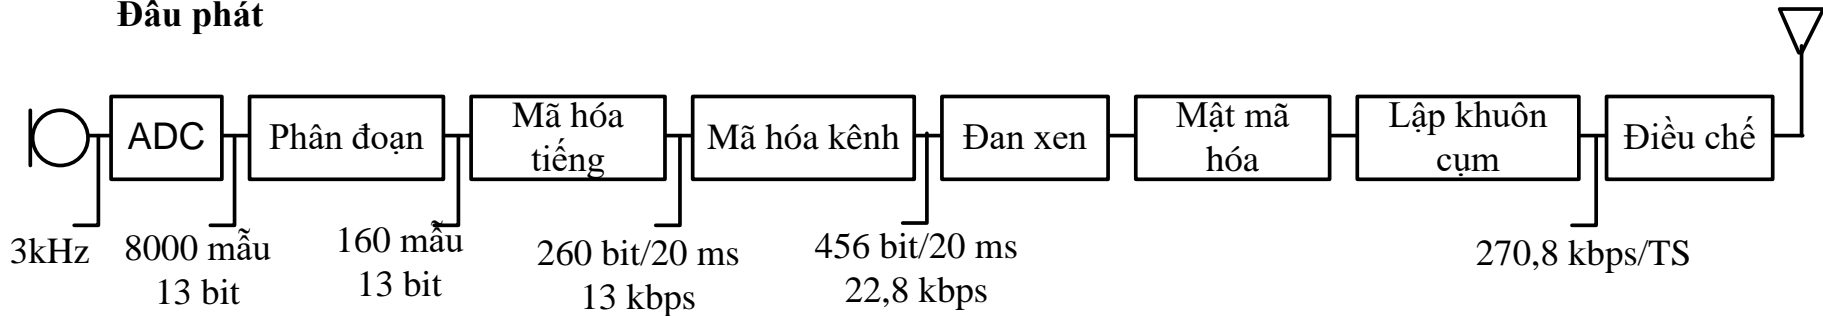 Đầu phát
ADC
Phân đoạn
Mã hóa
tiếng
Mã hóa kênh
Đan xen
Mật mã
hóa
Lập khuôn
cụm
Điều chế
3kHz
8000 mẫu
13 bit
160 mẫu
13 bit
260 bit/20 ms
13 kbps
456 bit/20 ms
22,8 kbps
270,8 kbps/TS